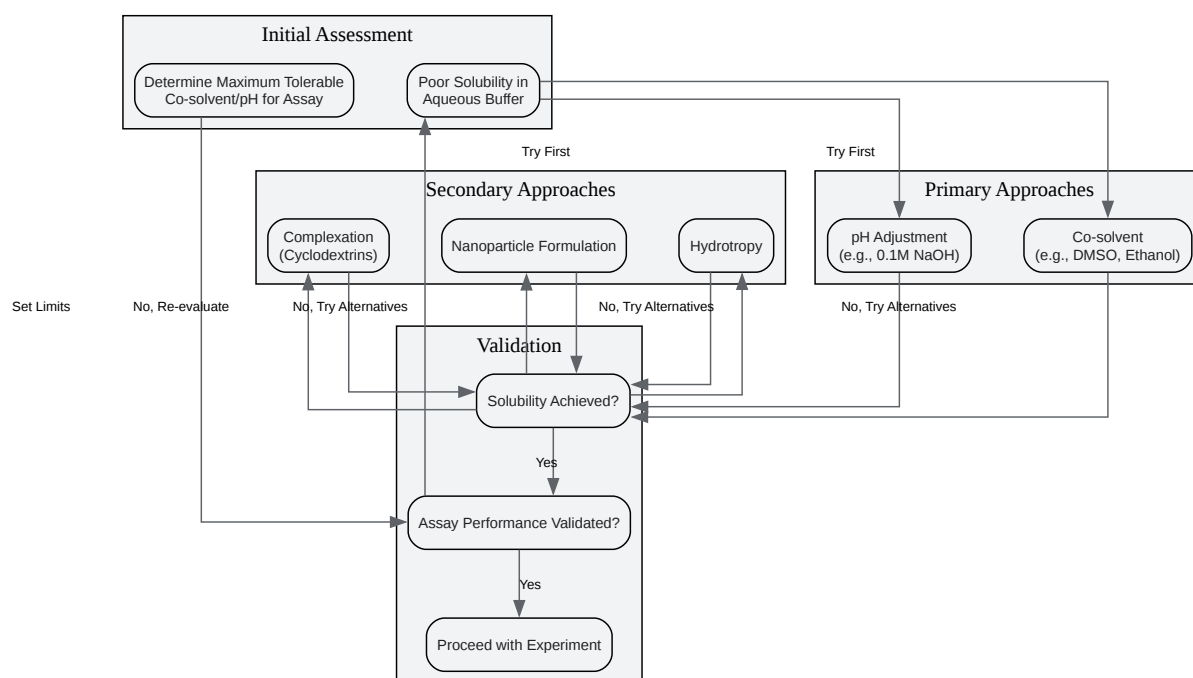 Initial Assessment
Determine Maximum Tolerable
Co-solvent/pH for Assay
Poor Solubility in
Aqueous Buffer
Try First
Try First
Secondary Approaches
Primary Approaches
Complexation
(Cyclodextrins)
Nanoparticle Formulation
Hydrotropy
pH Adjustment
(e.g., 0.1M NaOH)
Co-solvent
(e.g., DMSO, Ethanol)
Set Limits
No, Re-evaluate
No, Try Alternatives
No, Try Alternatives
No, Try Alternatives
Validation
Solubility Achieved?
Yes
Assay Performance Validated?
Yes
Proceed with Experiment